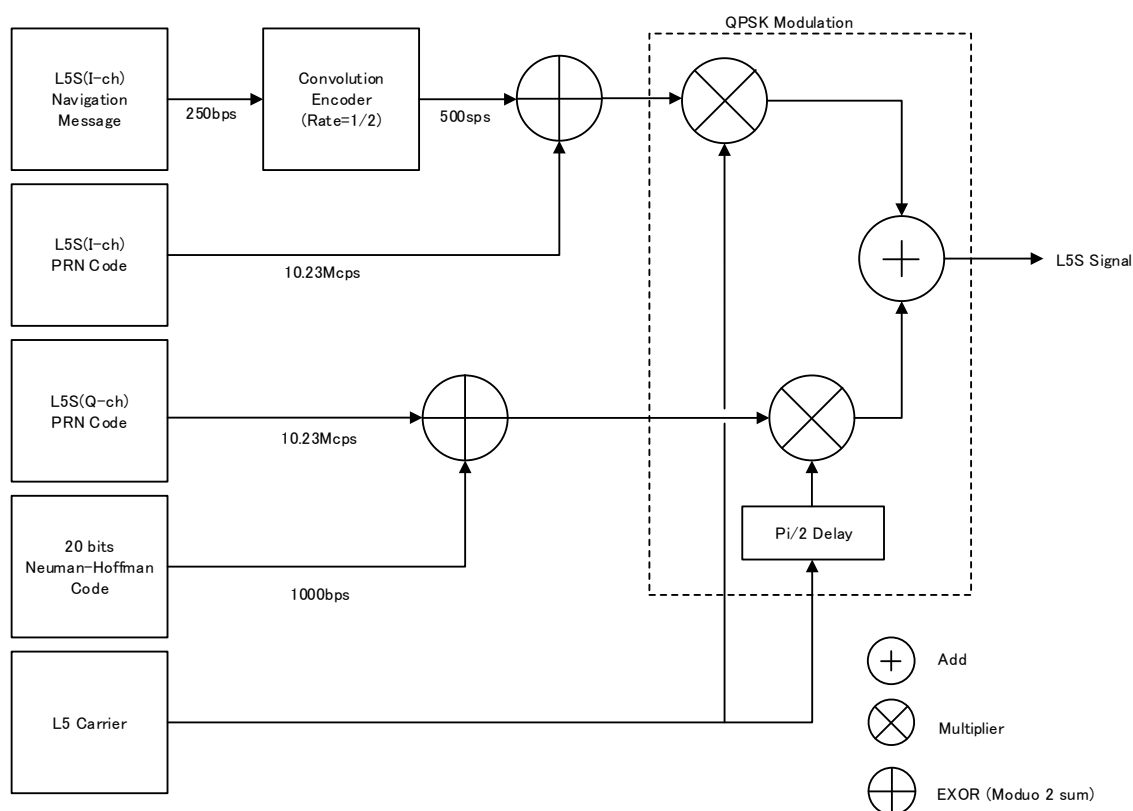 QPSK Modulation
L5S(I-ch)
Navigation
Message
250bps
Convolution
Encoder
(Rate=1/2)
500sps
L5S(I-ch)
PRN Code
10.23Mcps
L5S Signal
L5S(Q-ch)
PRN Code
10.23Mcps
Pi/2 Delay
20 bits
Neuman-Hoffman
Code
1000bps
L5 Carrier
Add
Multiplier
EXOR (Moduo 2 sum)